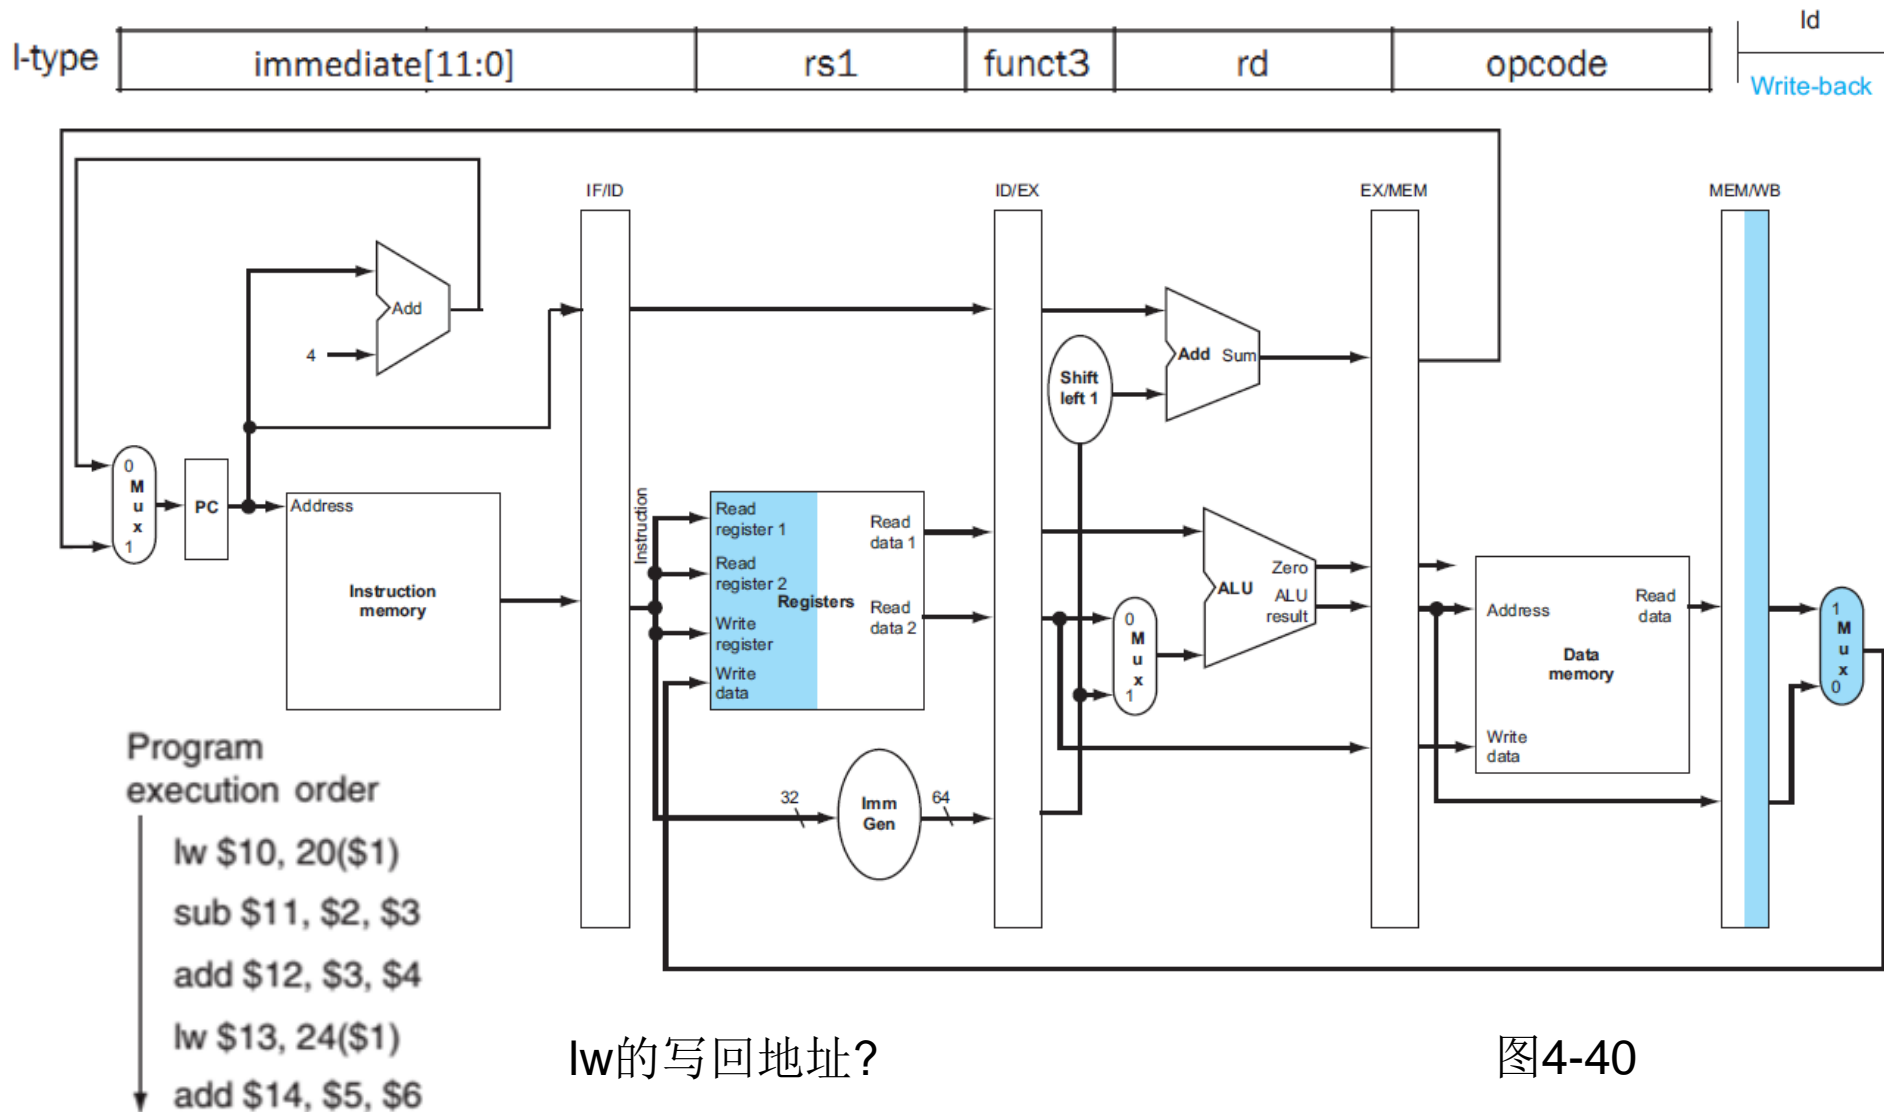 I-type immediate[11:0] rs1 funct3 rd opcode
ld
Write-back
IF/ID
ID/EX
EX/MEM
MEM/WB
Add
4
Add Sum
Shift
left 1
0
M
u
x
1
PC
Address
Instruction
memory
Instruction
Read
register 1
Read
register 2
Write
register
Write
data
Registers
Read
data 1
Read
data 2
0
M
u
x
1
Zero
ALU
ALU
result
Address
Read
data
Data
memory
Write
data
1
M
u
x
0
32
Imm
Gen
64
Program
execution order
lw $10, 20($1)
sub $11, $2, $3
add $12, $3, $4
lw $13, 24($1)
add $14, $5, $6
lw的写回地址?
图4-40